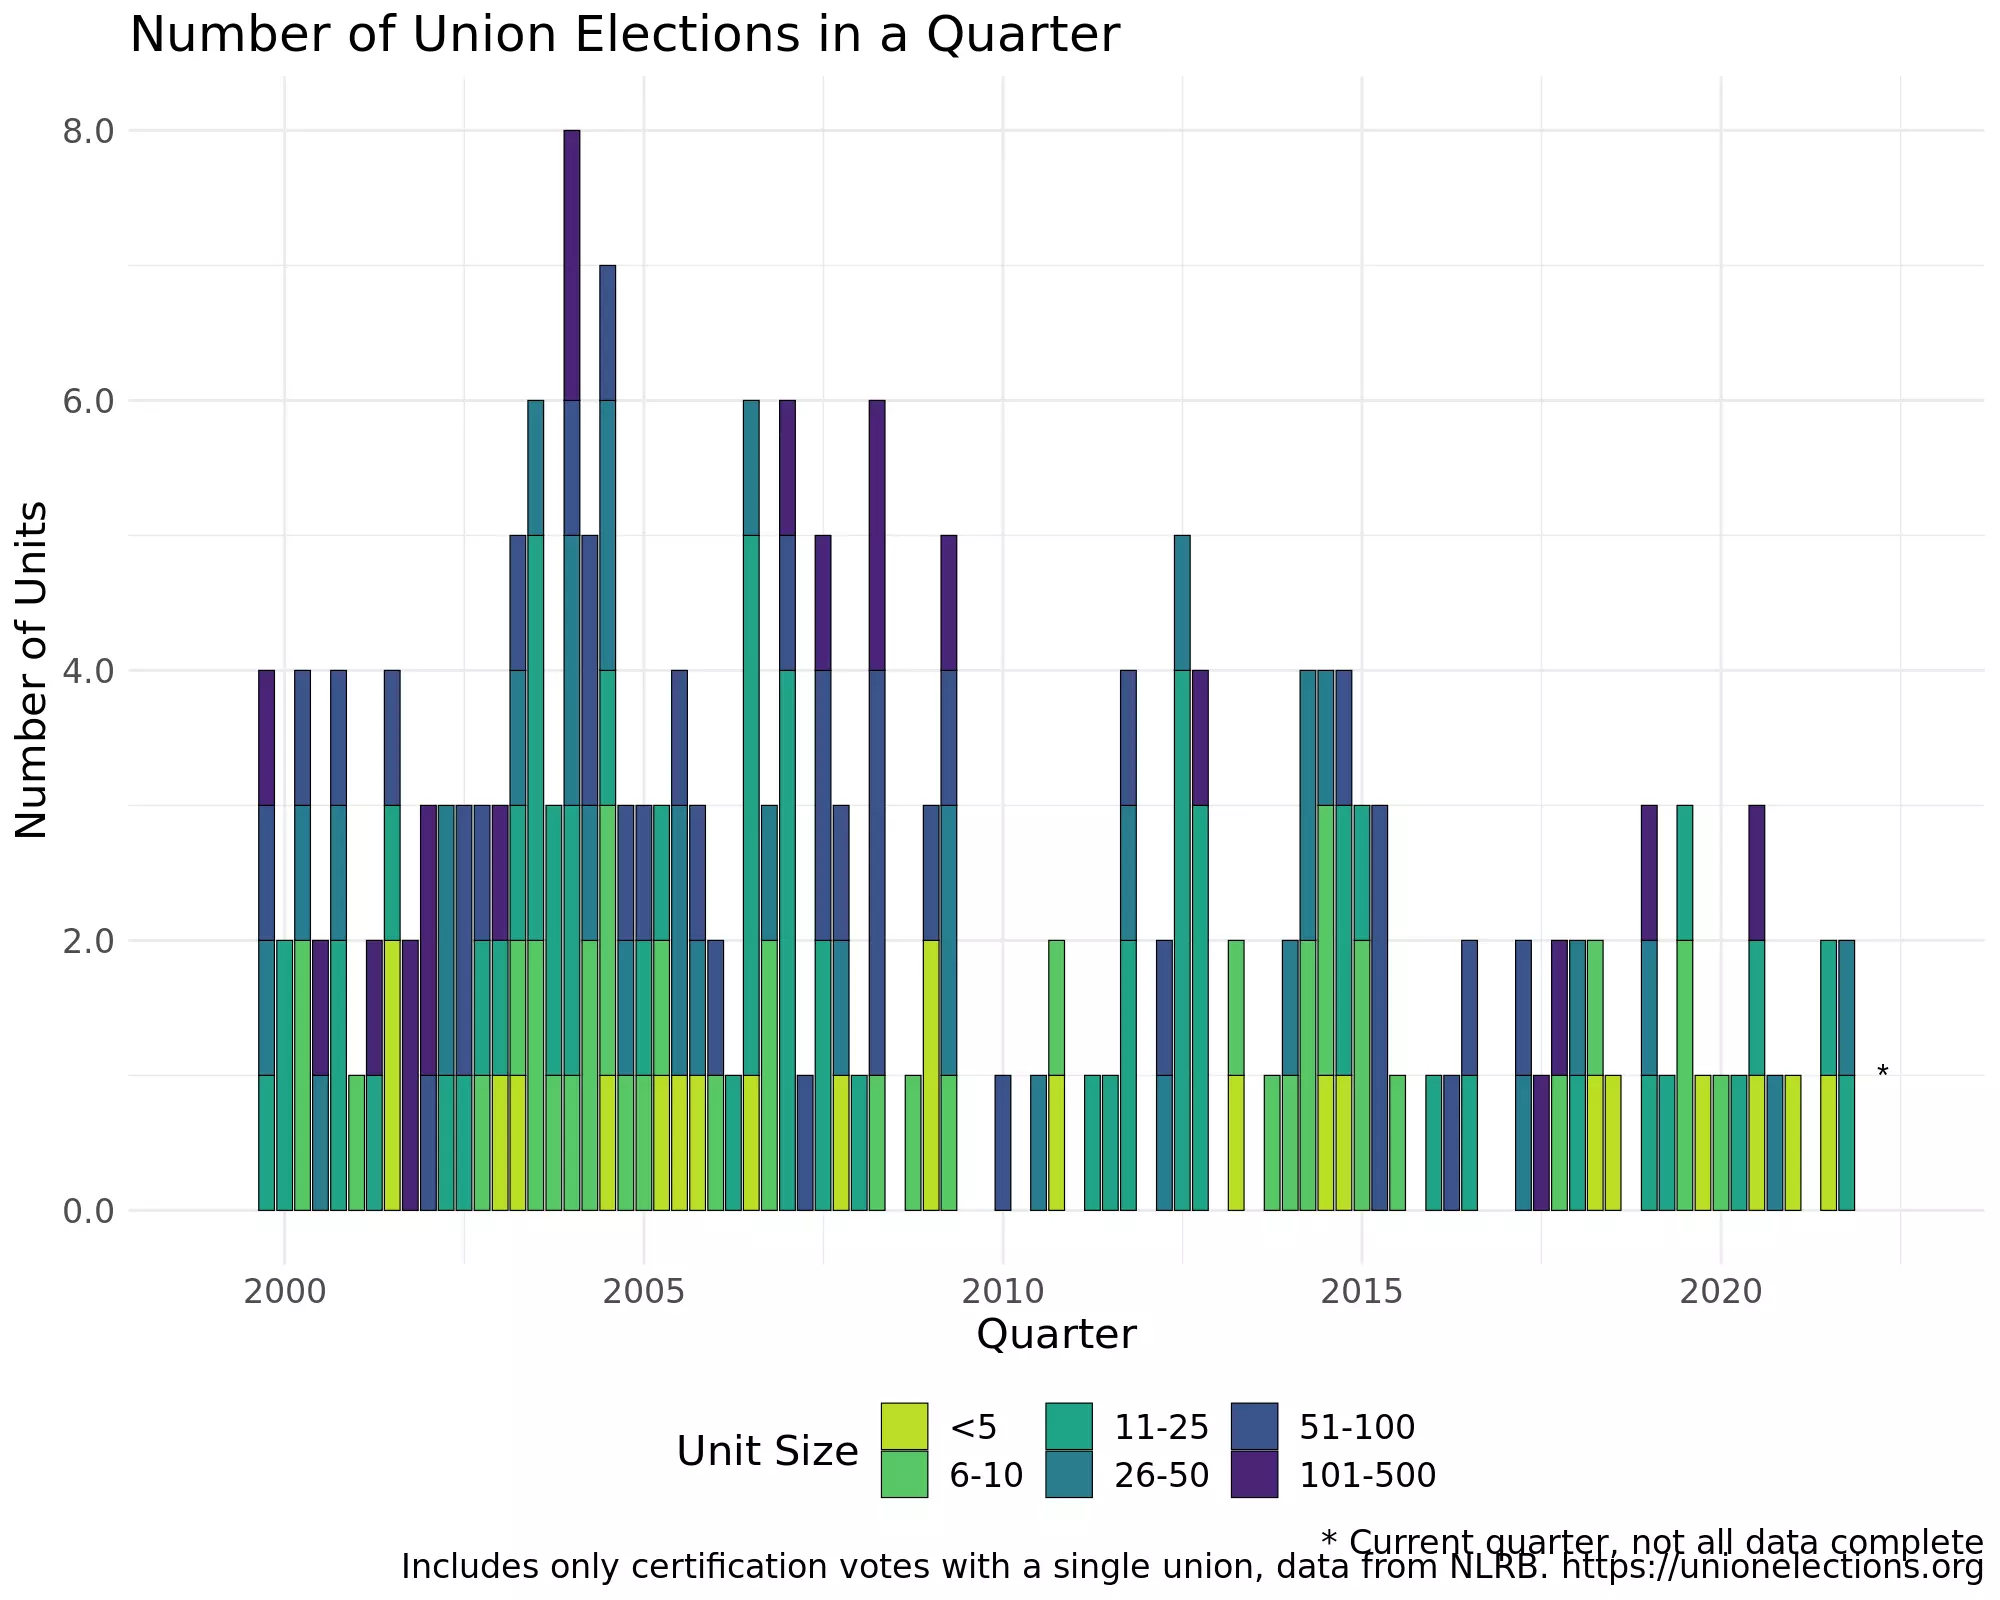 Number of Union Elections in a Quarter
8.0
6.0
4.0
2.0
0.0
Number of Units
*
2000 2005 2010 2015 2020
Quarter
Unit Size
<5 11-25 51-100
6-10 26-50 101-500
* Current quarter, not all data complete
Includes only certification votes with a single union, data from NLRB. https://unionelections.org